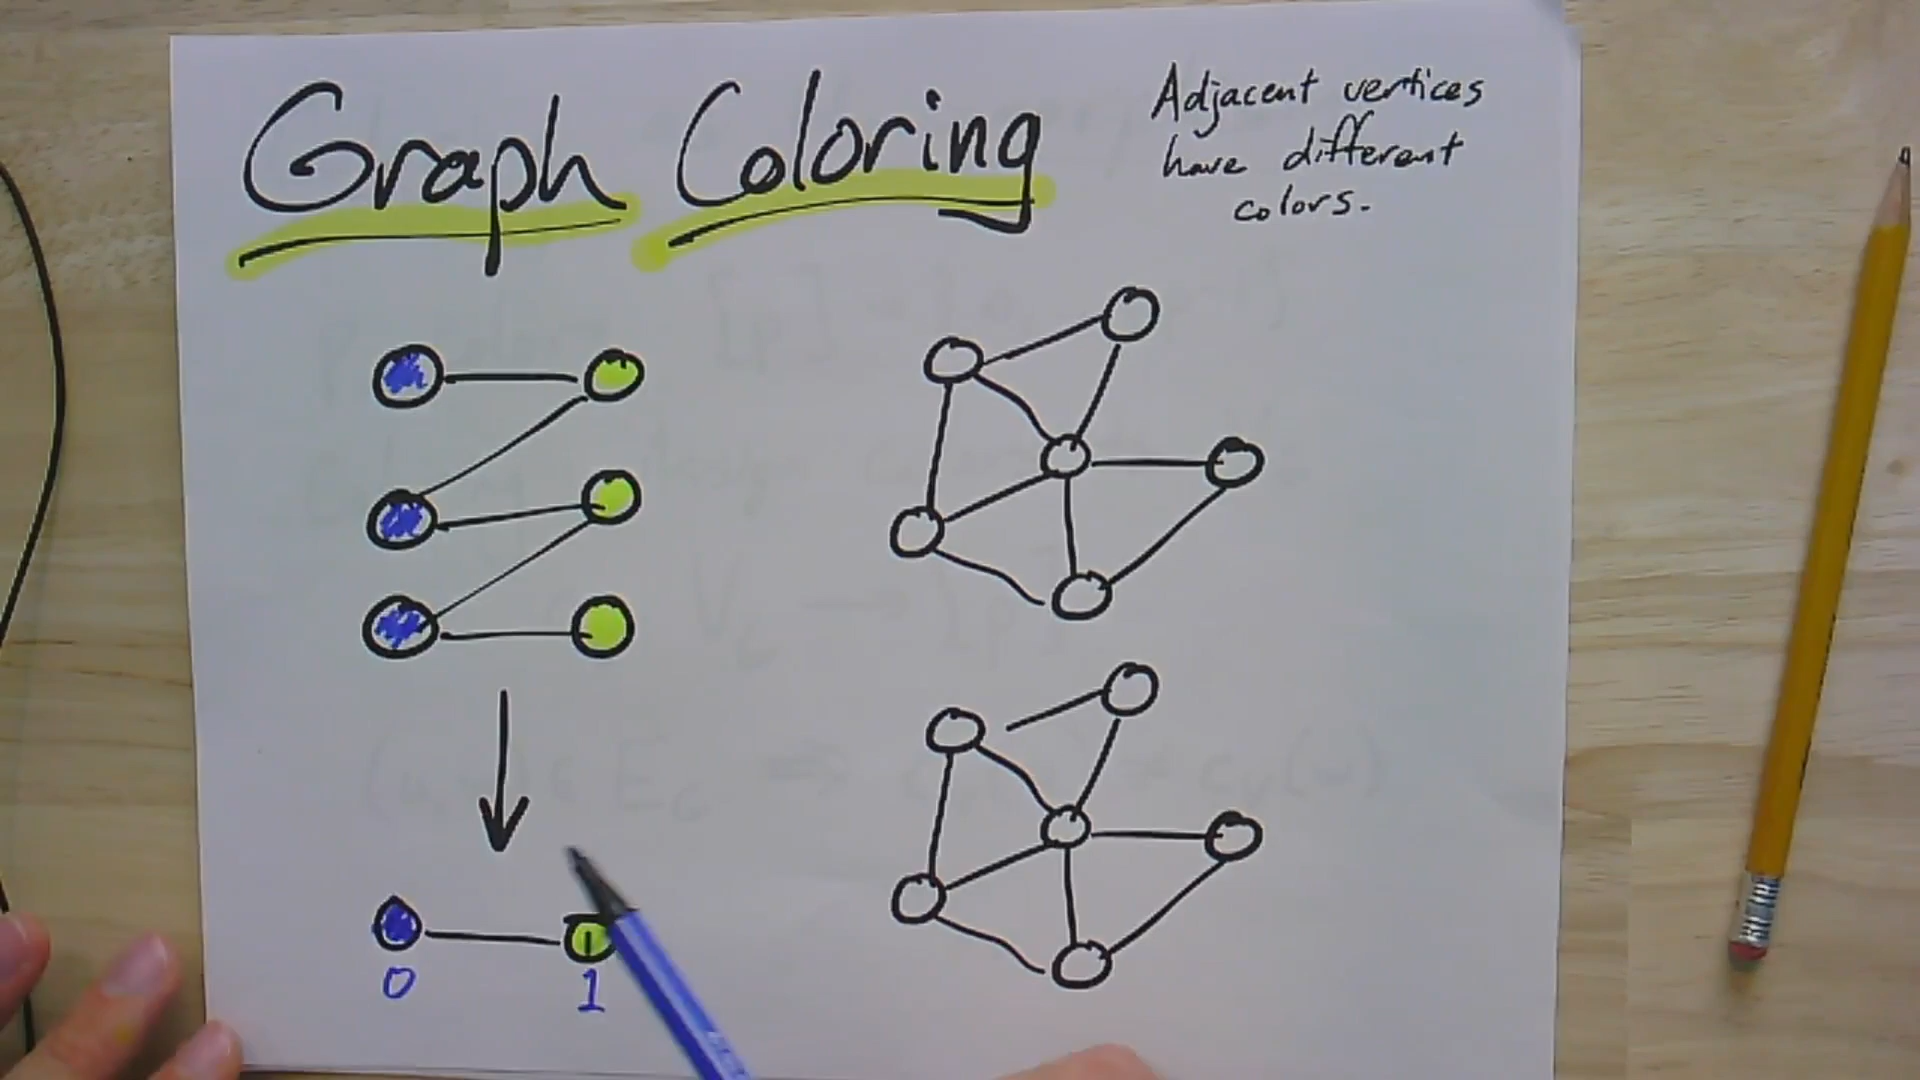 Graph Coloring
Adjacent vertices
have different
colors.
0 1